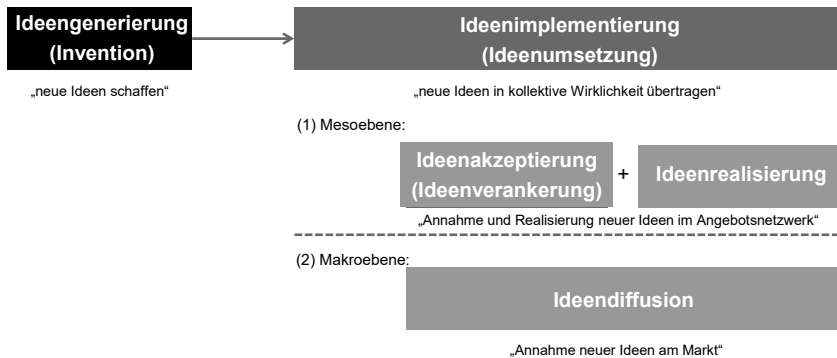 Ideengenerierung
(Invention)
Ideenimplementierung
(Ideenumsetzung)
„neue Ideen schaffen“
„neue Ideen in kollektive Wirklichkeit übertragen“
(1) Mesoebene:
Ideenakzeptierung
(Ideenverankerung)
+
Ideenrealisierung
„Annahme und Realisierung neuer Ideen im Angebotsnetzwerk“
(2) Makroebene:
Ideendiffusion
„Annahme neuer Ideen am Markt“